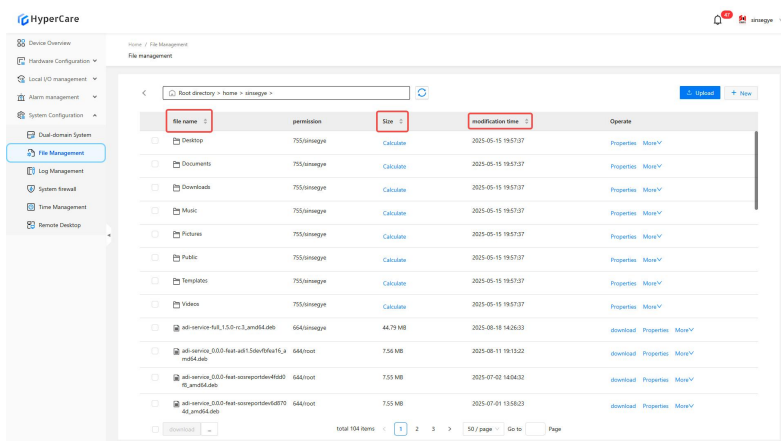 HyperCare
47
sinsegye
Device Overview
Hardware Configuration
Local I/O management
Alarm management
System Configuration
Dual-domain System
File Management
Log Management
System firewall
Time Management
Remote Desktop
Home / File Management
File management
Root directory > home > sinsegye >
Upload
+ New
file name permission Size modification time Operate
Desktop 755/sinsegye Calculate 2025-05-15 19:57:37 Properties More
Documents 755/sinsegye Calculate 2025-05-15 19:57:37 Properties More
Downloads 755/sinsegye Calculate 2025-05-15 19:57:37 Properties More
Music 755/sinsegye Calculate 2025-05-15 19:57:37 Properties More
Pictures 755/sinsegye Calculate 2025-05-15 19:57:37 Properties More
Public 755/sinsegye Calculate 2025-05-15 19:57:37 Properties More
Templates 755/sinsegye Calculate 2025-05-15 19:57:37 Properties More
Videos 755/sinsegye Calculate 2025-05-15 19:57:37 Properties More
adi-service-full_1.5.0-rc.3_amd64.deb 664/sinsegye 44.79 MB 2025-08-18 14:26:33 download Properties More
adi-service_0.0.0-feat-adi1.5devfbfea16_a 644/root 7.56 MB 2025-08-11 19:13:22 download Properties More
md64.deb
adi-service_0.0.0-feat-sosreportdev4fdd0 644/root 7.55 MB 2025-07-02 14:04:32 download Properties More
f8_amd64.deb
adi-service_0.0.0-feat-sosreportdev6d870 644/root 7.55 MB 2025-07-01 13:58:23 download Properties More
4d_amd64.deb
download ... total 104 items < 1 2 3 > 50 / page Go to Page